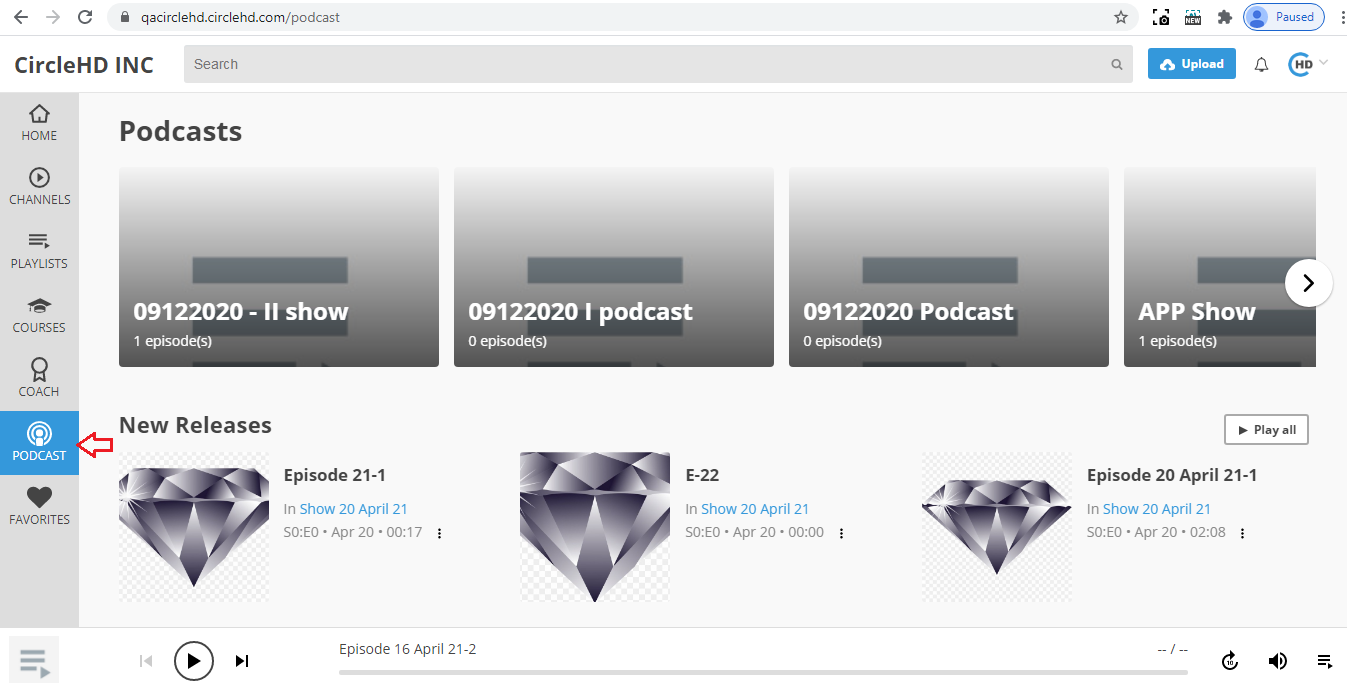 qacirclehd.circlehd.com/podcast
NEW
Paused
CircleHD INC
Search
Upload
HD
HOME
CHANNELS
PLAYLISTS
COURSES
COACH
PODCAST
FAVORITES
Podcasts
09122020 - II show
1 episode(s)
09122020 I podcast
0 episode(s)
09122020 Podcast
0 episode(s)
APP Show
1 episode(s)
New Releases
Play all
Episode 21-1
In Show 20 April 21
S0:E0 • Apr 20 • 00:17
E-22
In Show 20 April 21
S0:E0 • Apr 20 • 00:00
Episode 20 April 21-1
In Show 20 April 21
S0:E0 • Apr 20 • 02:08
Episode 16 April 21-2
-- / --
10